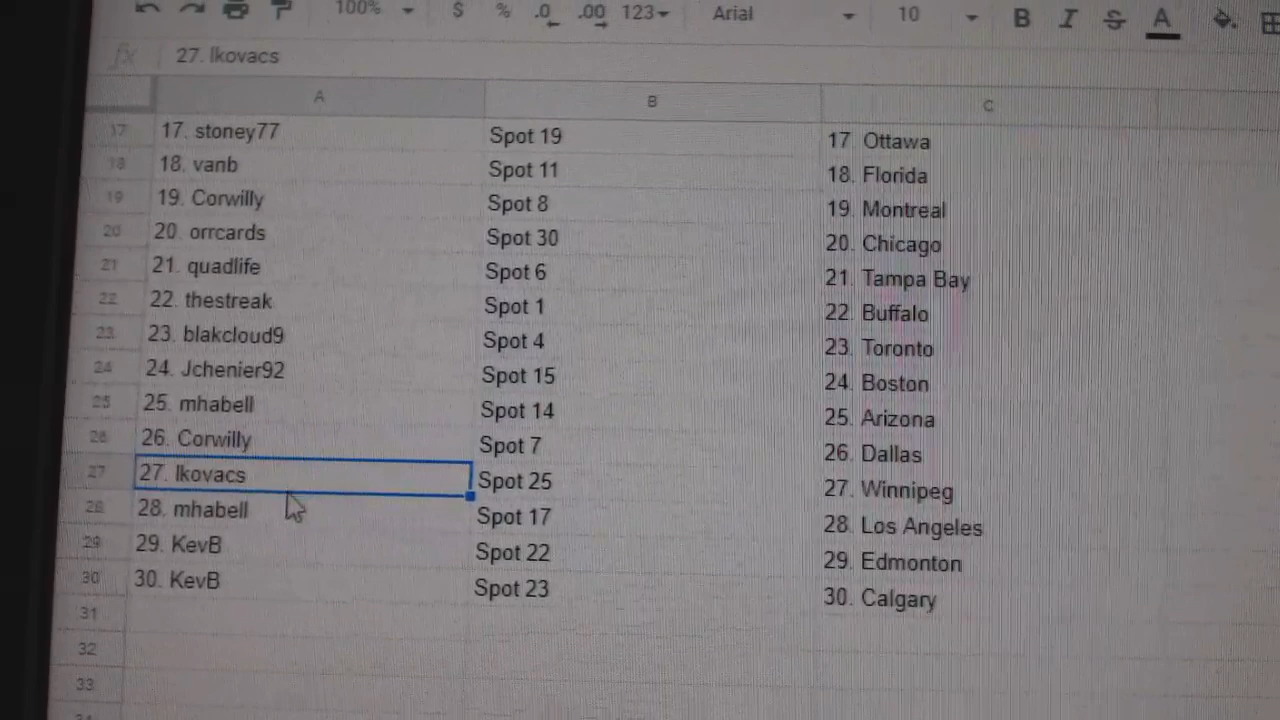 100% $ % .0 .00 123 Arial 10 B I S A
fx 27. lkovacs
A B C
17 17. stoney77 Spot 19 17. Ottawa
18 18. vanb Spot 11 18. Florida
19 19. Corwilly Spot 8 19. Montreal
20 20. orrcards Spot 30 20. Chicago
21 21. quadlife Spot 6 21. Tampa Bay
22 22. thestreak Spot 1 22. Buffalo
23 23. blakcloud9 Spot 4 23. Toronto
24 24. Jchenier92 Spot 15 24. Boston
25 25. mhabell Spot 14 25. Arizona
26 26. Corwilly Spot 7 26. Dallas
27 27. lkovacs Spot 25 27. Winnipeg
28 28. mhabell Spot 17 28. Los Angeles
29 29. KevB Spot 22 29. Edmonton
30 30. KevB Spot 23 30. Calgary
31
32
33